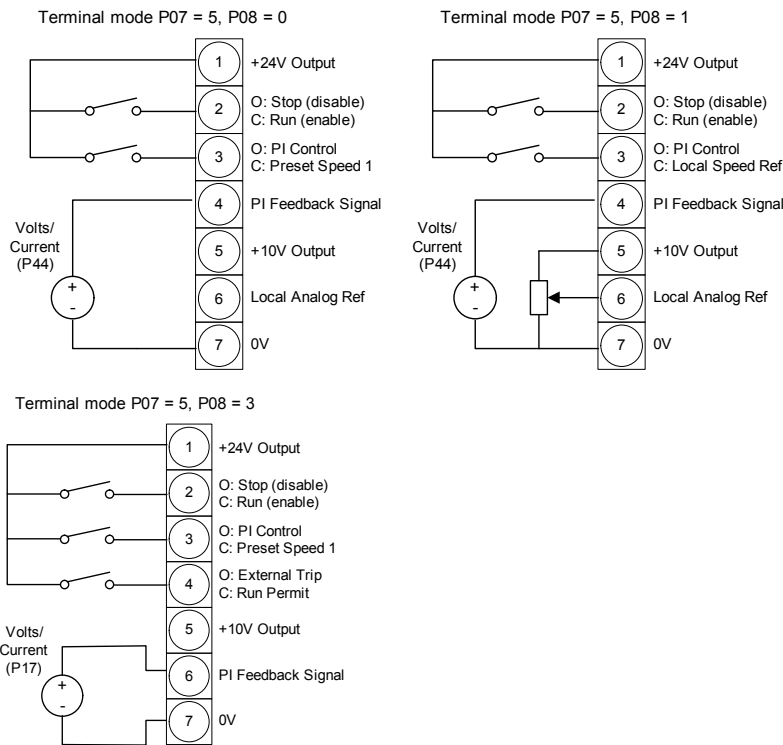 Terminal mode P07 = 5, P08 = 0
1 +24V Output
2 O: Stop (disable)
C: Run (enable)
3 O: PI Control
C: Preset Speed 1
4 PI Feedback Signal
Volts/
Current
(P44)
+
-
5 +10V Output
6 Local Analog Ref
7 0V
Terminal mode P07 = 5, P08 = 1
1 +24V Output
2 O: Stop (disable)
C: Run (enable)
3 O: PI Control
C: Local Speed Ref
4 PI Feedback Signal
Volts/
Current
(P44)
+
-
5 +10V Output
6 Local Analog Ref
7 0V
Terminal mode P07 = 5, P08 = 3
1 +24V Output
2 O: Stop (disable)
C: Run (enable)
3 O: PI Control
C: Preset Speed 1
4 O: External Trip
C: Run Permit
5 +10V Output
Volts/
Current
(P17)
+
-
6 PI Feedback Signal
7 0V